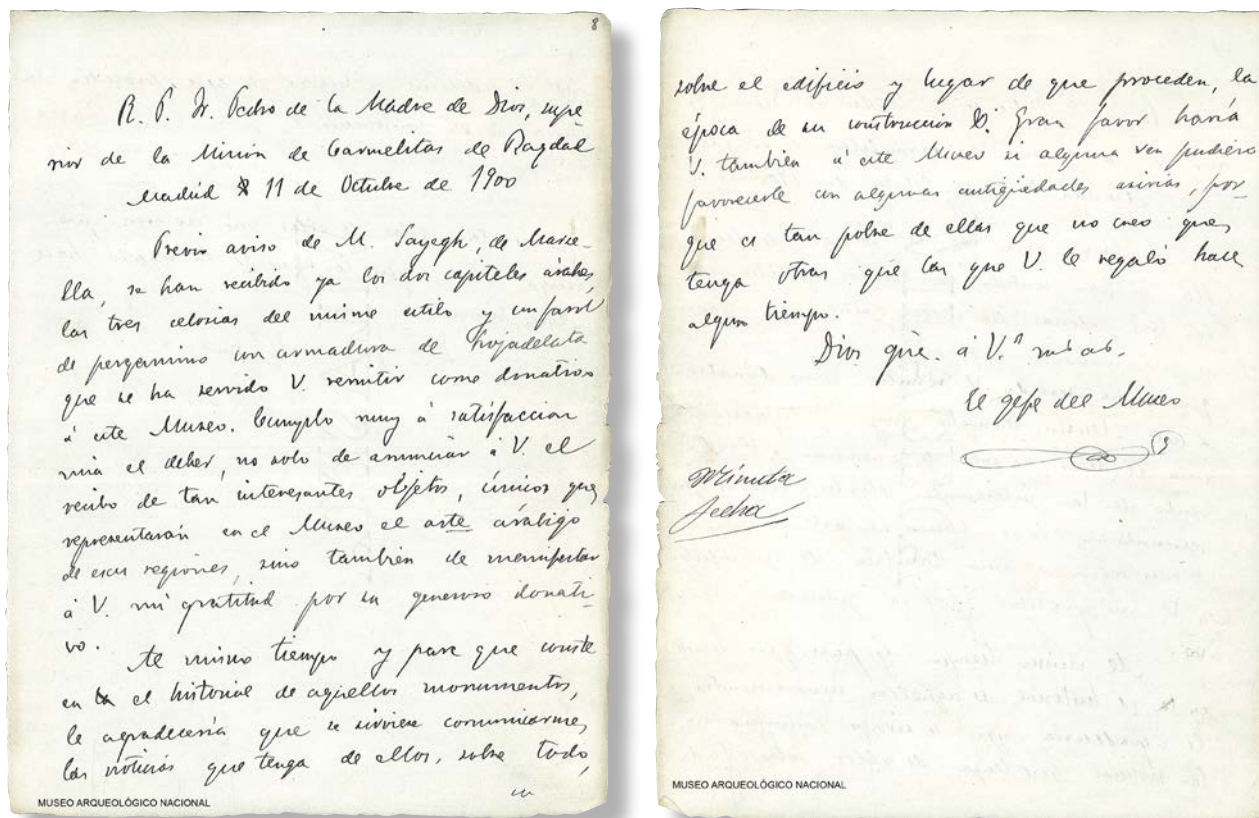 8
R. P. Fr. Pedro de la Madre de Dios, supe-
rior de la Misión de Carmelitas de Bagdad
Madrid 11 de Octubre de 1900
Previo aviso de M. Sayegh, de Marse-
lla, se han recibido ya los dos capiteles árabes,
las tres celosías del mismo estilo y un farol
de pergamino con armadura de hojadelata
que se ha servido V. remitir como donativo
á este Museo. Cumplo muy á satisfaccion
mia el deber, no solo de anunciar á V. el
recibo de tan interesantes objetos, únicos que
representarán en el Museo el arte arábigo
de esas regiones, sino también de manifestar
á V. mi gratitud por su generoso donati-
vo.
Al mismo tiempo y para que conste
en el historial de aquellos monumentos,
le agradecería que se sirviese comunicarme
las noticias que tenga de ellos, sobre todo,
MUSEO ARQUEOLÓGICO NACIONAL
sobre el edificio y lugar de que proceden, la
época de su construcción &. Gran favor haría
V. tambien á este Museo si alguna vez pudiera
favorecerle con algunas antigüedades asirias, por-
que es tan pobre de ellas que no creo que
tenga otras que las que V. le regaló hace
algun tiempo.
Dios gũe. á V.ᴿ ms. as.
El gefe del Museo
Minuta
fecha
MUSEO ARQUEOLÓGICO NACIONAL